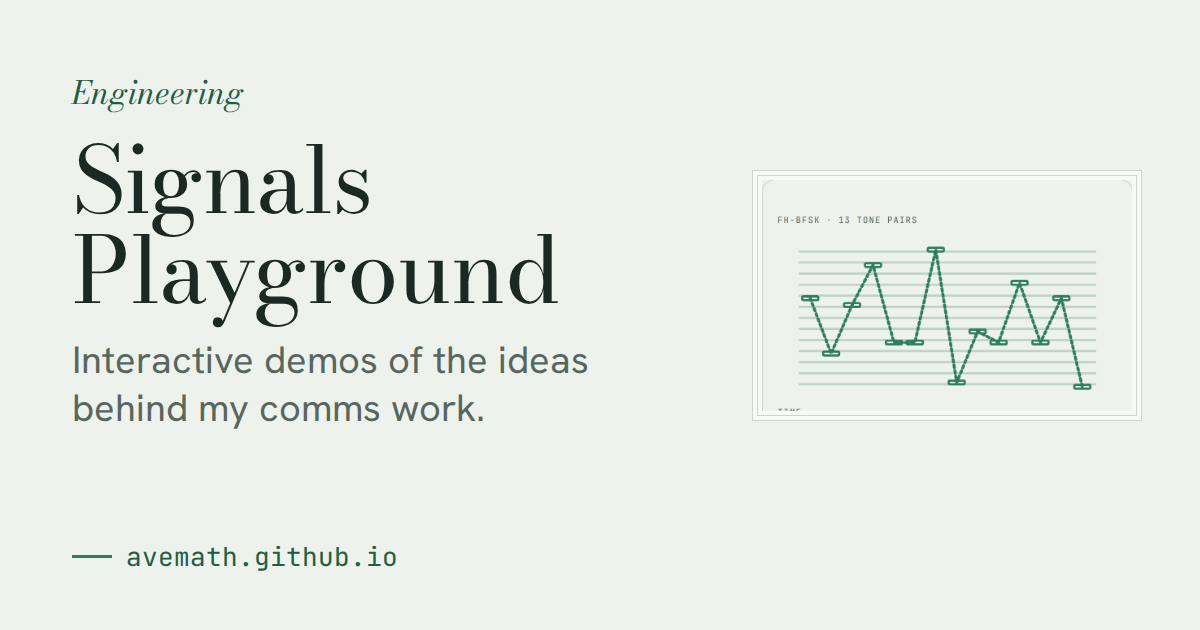 Engineering
Signals
Playground
Interactive demos of the ideas
behind my comms work.
FH-BFSK · 13 TONE PAIRS
avemath.github.io